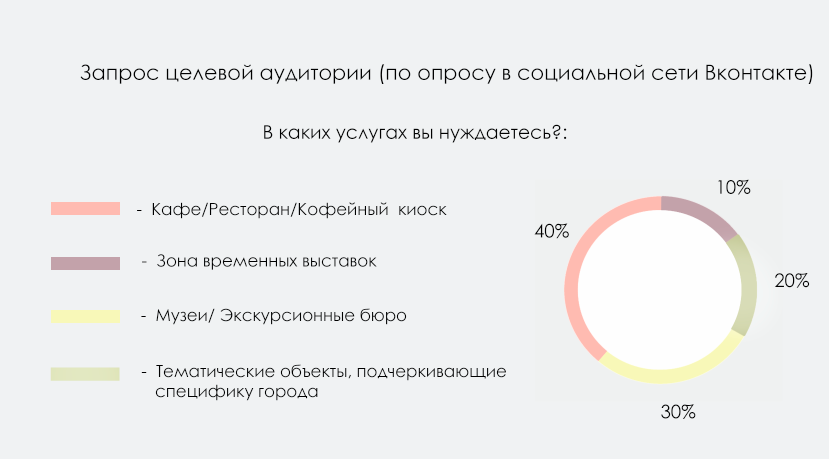 Запрос целевой аудитории (по опросу в социальной сети Вконтакте)
В каких услугах вы нуждаетесь?:
- Кафе/Ресторан/Кофейный киоск
- Зона временных выставок
- Музеи/ Экскурсионные бюро
- Тематические объекты, подчеркивающие
специфику города
10%
40%
20%
30%